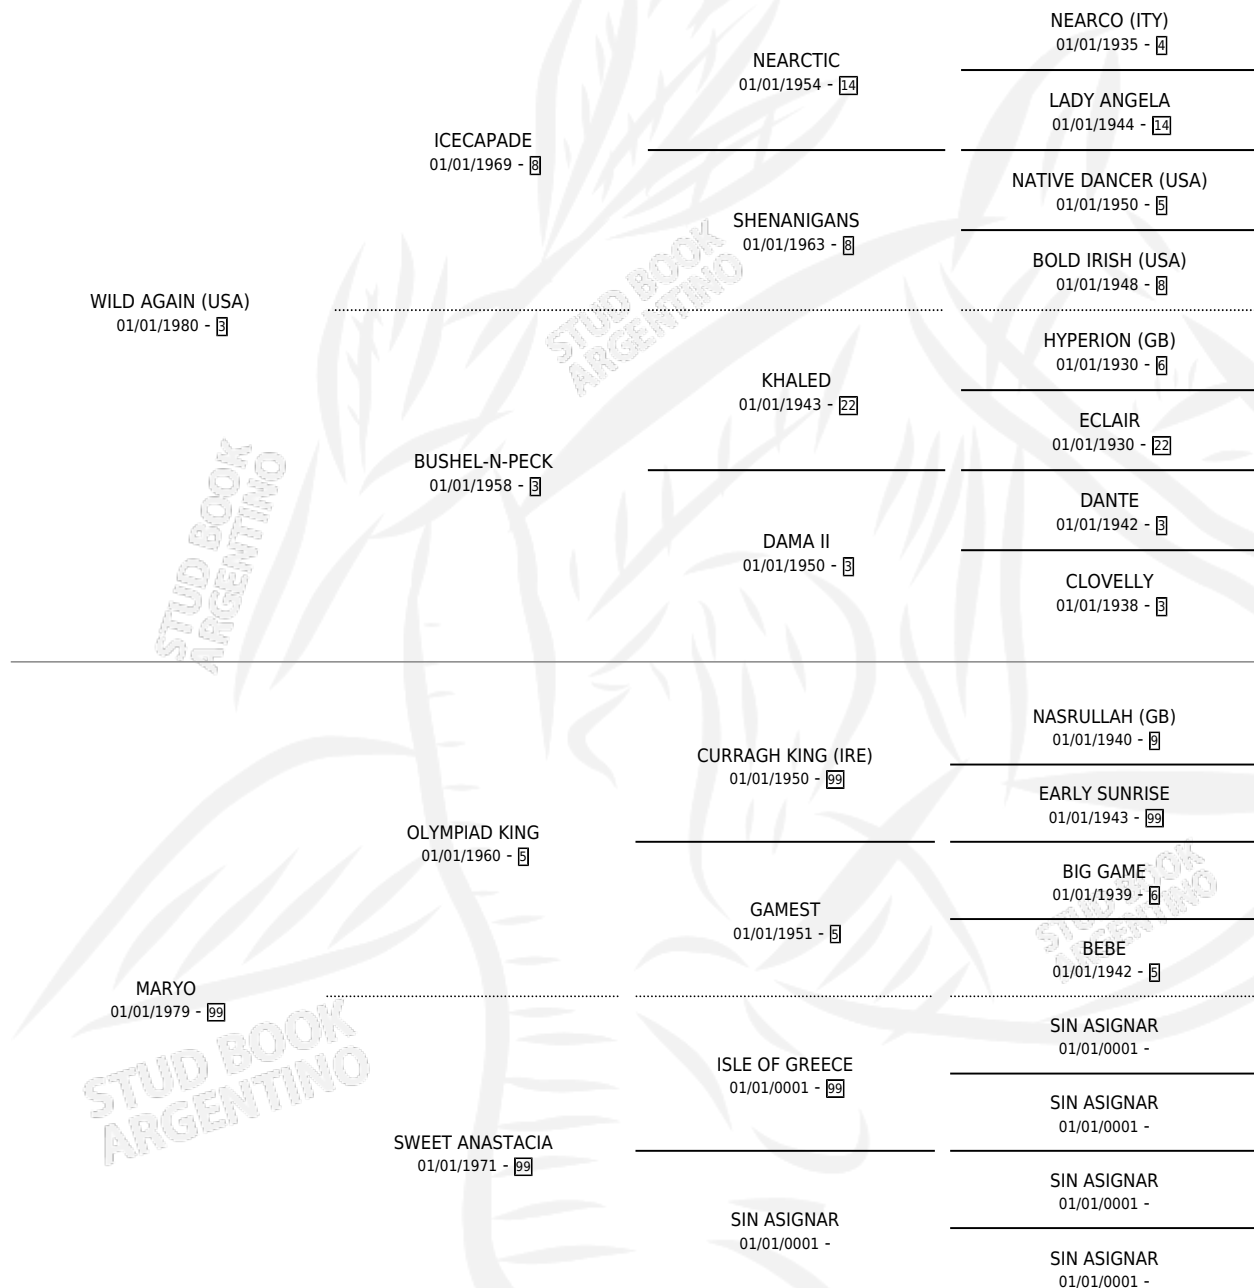 NEARCO (ITY)
01/01/1935 - 4
NEARCTIC
01/01/1954 - 14
LADY ANGELA
01/01/1944 - 14
ICECAPADE
01/01/1969 - 8
NATIVE DANCER (USA)
01/01/1950 - 5
SHENANIGANS
01/01/1963 - 8
BOLD IRISH (USA)
01/01/1948 - 8
WILD AGAIN (USA)
01/01/1980 - 3
HYPERION (GB)
01/01/1930 - 6
KHALED
01/01/1943 - 22
ECLAIR
01/01/1930 - 22
BUSHEL-N-PECK
01/01/1958 - 3
DANTE
01/01/1942 - 3
DAMA II
01/01/1950 - 3
CLOVELLY
01/01/1938 - 3
NASRULLAH (GB)
01/01/1940 - 9
CURRAGH KING (IRE)
01/01/1950 - 99
EARLY SUNRISE
01/01/1943 - 99
OLYMPIAD KING
01/01/1960 - 5
BIG GAME
01/01/1939 - 6
GAMEST
01/01/1951 - 5
BEBE
01/01/1942 - 5
MARYO
01/01/1979 - 99
SIN ASIGNAR
01/01/0001 -
ISLE OF GREECE
01/01/0001 - 99
SIN ASIGNAR
01/01/0001 -
SWEET ANASTACIA
01/01/1971 - 99
SIN ASIGNAR
01/01/0001 -
SIN ASIGNAR
01/01/0001 -
SIN ASIGNAR
01/01/0001 -
STUD BOOK
ARGENTINO
STUD BOOK
ARGENTINO
STUD BOOK
ARGENTINO
STUD BOOK
ARGENTINO